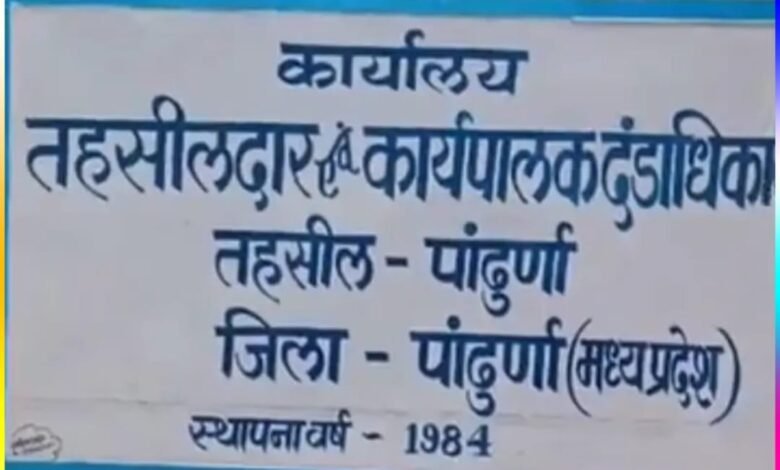 कार्यालय
तहसीलदार एवं कार्यपालक दंडाधिका
तहसील - पांढुर्णा
जिला - पांढुर्णा (मध्यप्रदेश)
स्थापना वर्ष - 1984